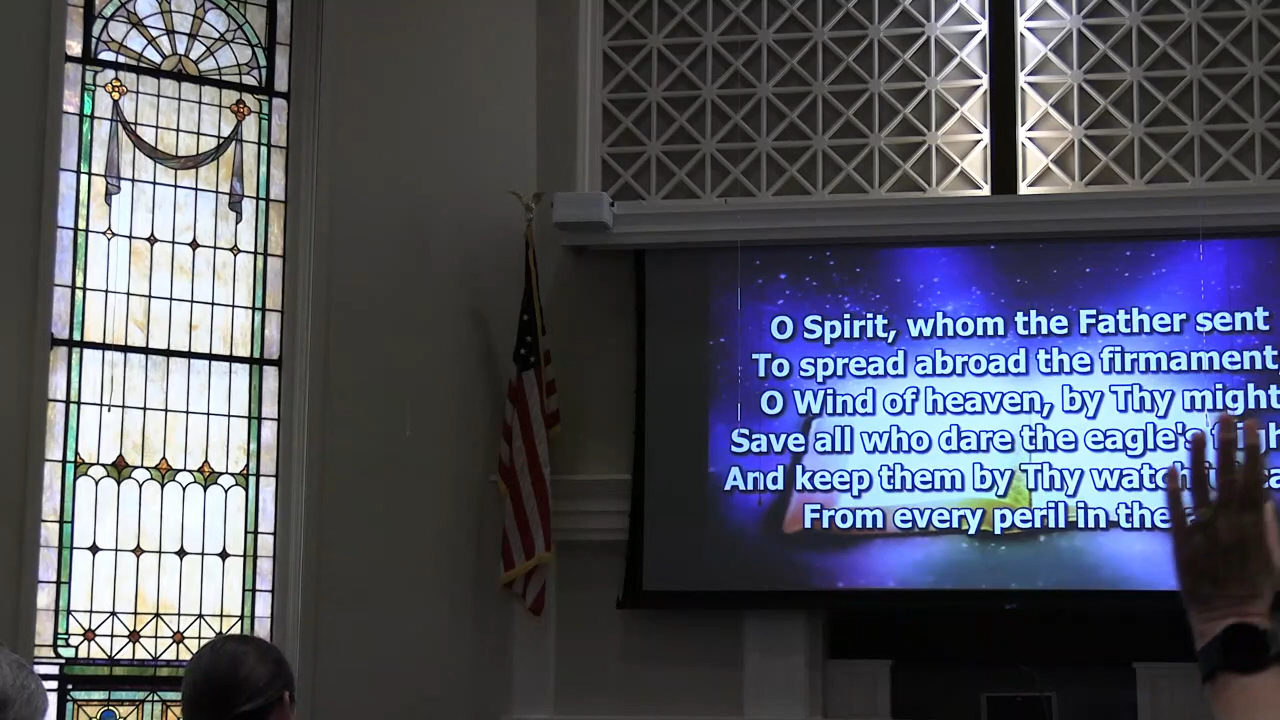 O Spirit, whom the Father sent
To spread abroad the firmament,
O Wind of heaven, by Thy might
Save all who dare the eagle's
And keep them by Thy
From every peril in the